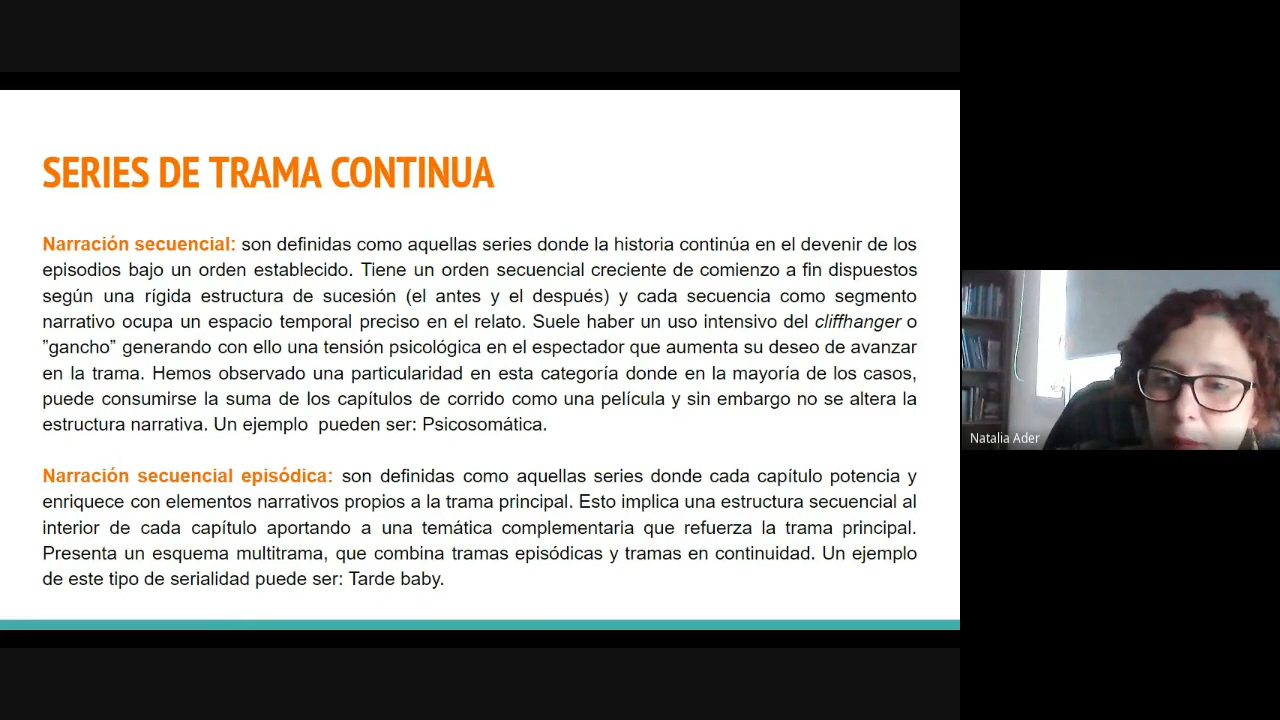 SERIES DE TRAMA CONTINUA
Narración secuencial: son definidas como aquellas series donde la historia continúa en el devenir de los
episodios bajo un orden establecido. Tiene un orden secuencial creciente de comienzo a fin dispuestos
según una rígida estructura de sucesión (el antes y el después) y cada secuencia como segmento
narrativo ocupa un espacio temporal preciso en el relato. Suele haber un uso intensivo del cliffhanger o
”gancho” generando con ello una tensión psicológica en el espectador que aumenta su deseo de avanzar
en la trama. Hemos observado una particularidad en esta categoría donde en la mayoría de los casos,
puede consumirse la suma de los capítulos de corrido como una película y sin embargo no se altera la
estructura narrativa. Un ejemplo pueden ser: Psicosomática.
Narración secuencial episódica: son definidas como aquellas series donde cada capítulo potencia y
enriquece con elementos narrativos propios a la trama principal. Esto implica una estructura secuencial al
interior de cada capítulo aportando a una temática complementaria que refuerza la trama principal.
Presenta un esquema multitrama, que combina tramas episódicas y tramas en continuidad. Un ejemplo
de este tipo de serialidad puede ser: Tarde baby.
Natalia Ader